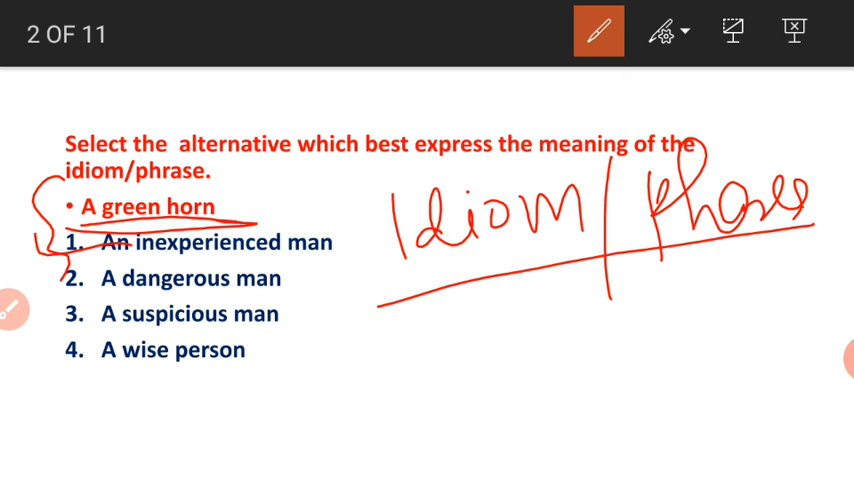 2 OF 11
Select the alternative which best express the meaning of the
idiom/phrase.
• A green horn
1. An inexperienced man
2. A dangerous man
3. A suspicious man
4. A wise person
Idiom / Phases